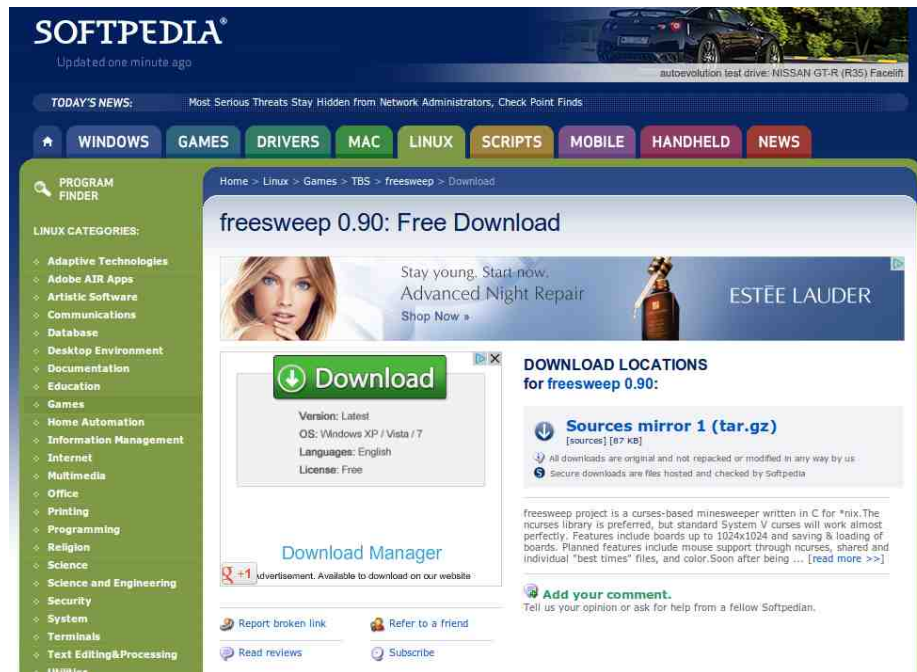 SOFTPEDIA®
Updated one minute ago
autoevolution test drive: NISSAN GT-R (R35) Facelift
TODAY'S NEWS: Most Serious Threats Stay Hidden from Network Administrators, Check Point Finds
WINDOWS GAMES DRIVERS MAC LINUX SCRIPTS MOBILE HANDHELD NEWS
PROGRAM
FINDER
LINUX CATEGORIES:
Adaptive Technologies
Adobe AIR Apps
Artistic Software
Communications
Database
Desktop Environment
Documentation
Education
Games
Home Automation
Information Management
Internet
Multimedia
Office
Printing
Programming
Religion
Science
Science and Engineering
Security
System
Terminals
Text Editing&Processing
Utilities
Home > Linux > Games > TBS > freesweep > Download
freesweep 0.90: Free Download
Stay young. Start now.
Advanced Night Repair
Shop Now »
ESTĒE LAUDER
Download
Version: Latest
OS: Windows XP / Vista / 7
Languages: English
License: Free
Download Manager
+1 dvertisement. Available to download on our website
Report broken link
Refer to a friend
Read reviews
Subscribe
DOWNLOAD LOCATIONS
for freesweep 0.90:
Sources mirror 1 (tar.gz)
[sources] [87 KB]
All downloads are original and not repacked or modified in any way by us
Secure downloads are files hosted and checked by Softpedia
freesweep project is a curses-based minesweeper written in C for *nix.The
ncurses library is preferred, but standard System V curses will work almost
perfectly. Features include boards up to 1024x1024 and saving & loading of
boards. Planned features include mouse support through ncurses, shared and
individual "best times" files, and color.Soon after being ... [read more >>]
Add your comment.
Tell us your opinion or ask for help from a fellow Softpedian.